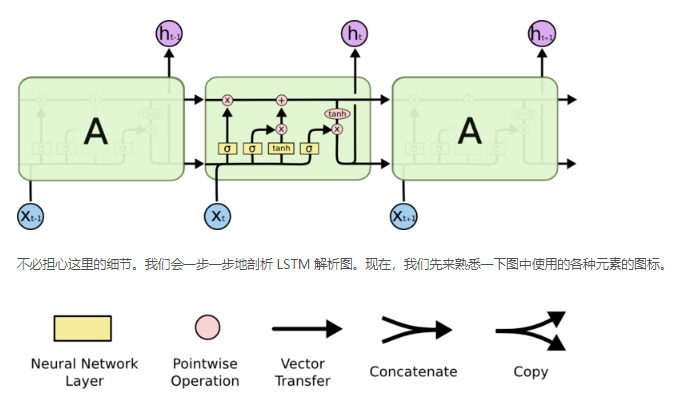 h_{t-1} h_t h_{t+1}
tanh
A A
tanh
σ σ tanh σ
x_{t-1} x_t x_{t+1}
不必担心这里的细节。我们会一步一步地剖析 LSTM 解析图。现在，我们先来熟悉一下图中使用的各种元素的图标。
Neural Network Pointwise Vector Concatenate Copy
Layer Operation Transfer